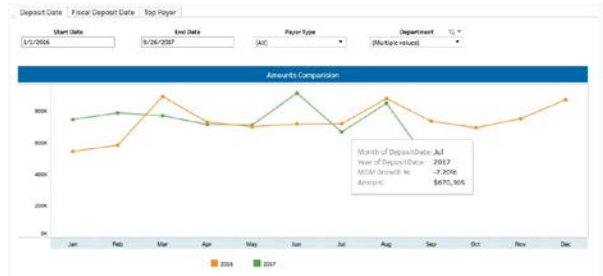 Deposit Date Fiscal Deposit Date Top Payer
Start Date End Date Payer Type Department
1/1/2016 9/26/2017 (All) (Multiple values)
Amounts Comparision
800K
600K
400K
200K
0K
Month of DepositDate: Jul
Year of DepositDate: 2017
MOM Growth %: -7.20%
Amount: $670,305
Jan Feb Mar Apr May Jun Jul Aug Sep Oct Nov Dec
2016 2017